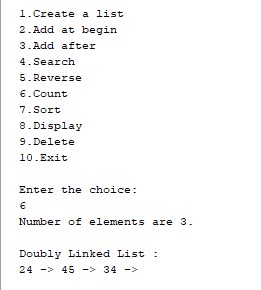 1.Create a list
2.Add at begin
3.Add after
4.Search
5.Reverse
6.Count
7.Sort
8.Display
9.Delete
10.Exit
Enter the choice:
6
Number of elements are 3.
Doubly Linked List :
24 -> 45 -> 34 ->